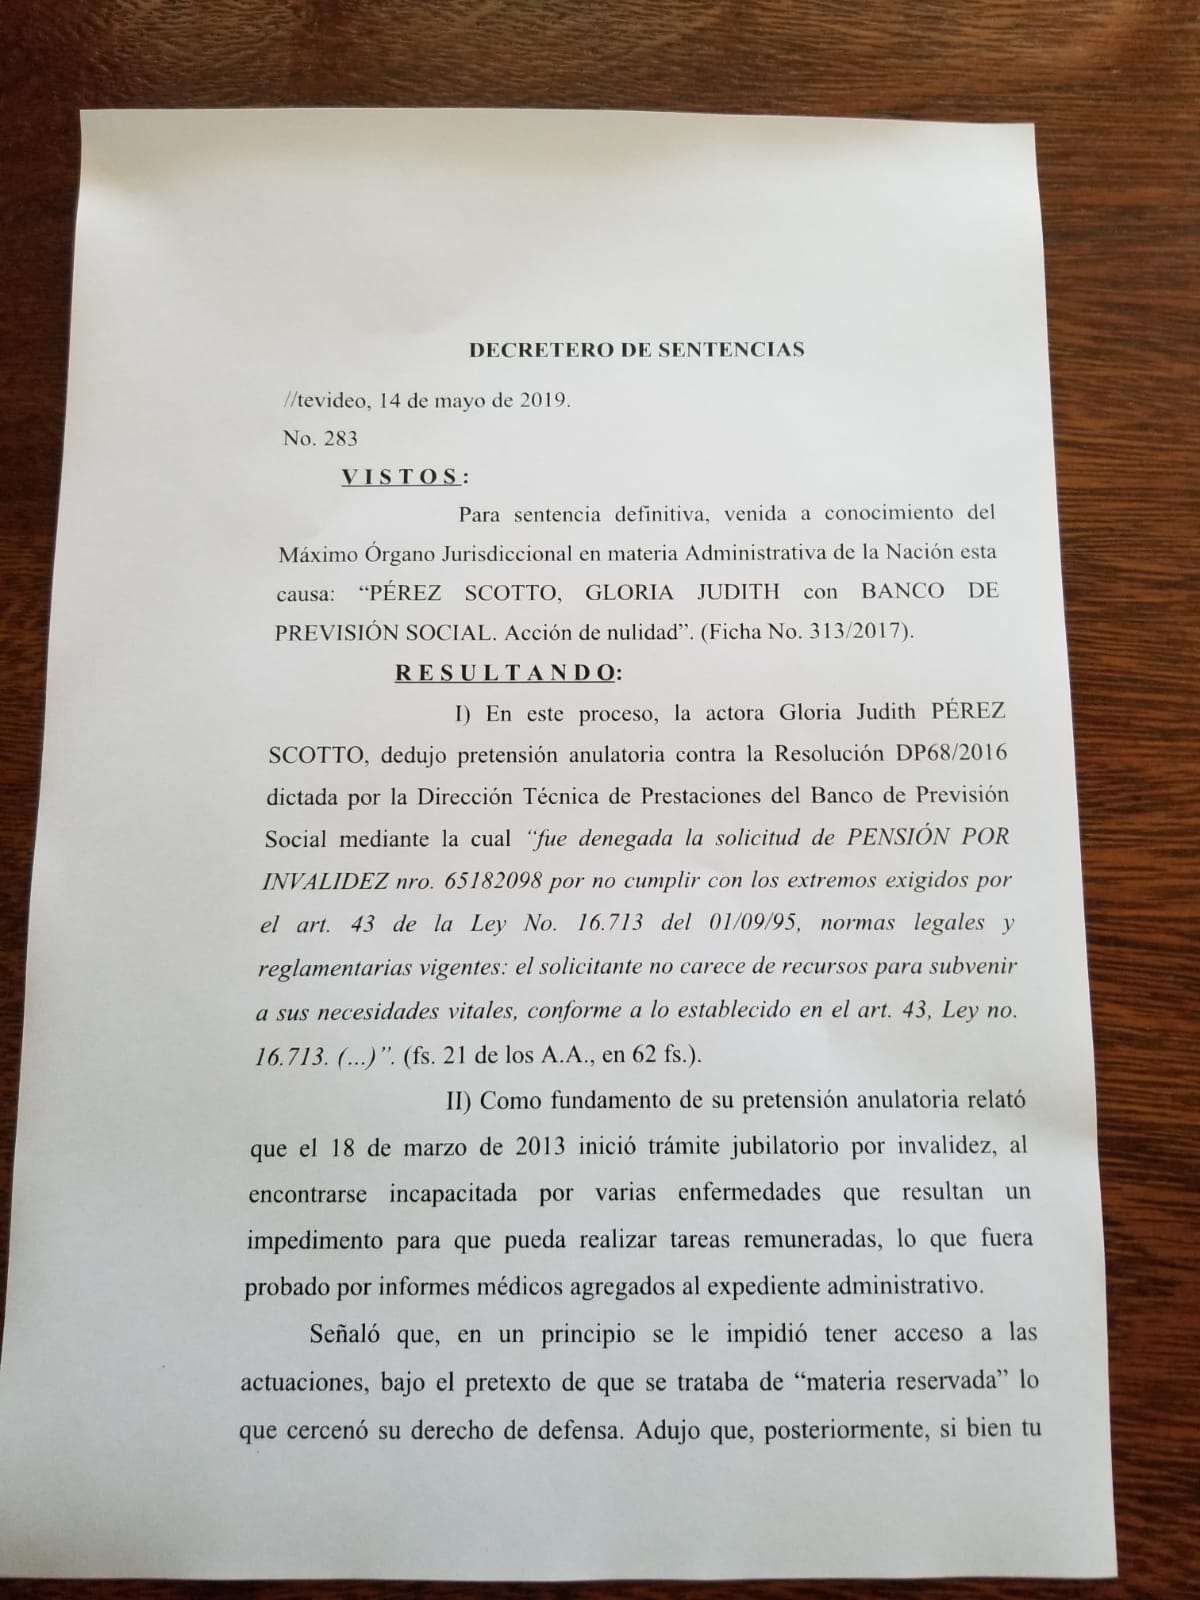 DECRETERO DE SENTENCIAS
//tevideo, 14 de mayo de 2019.
No. 283
V I S T O S :
Para sentencia definitiva, venida a conocimiento del
Máximo Órgano Jurisdiccional en materia Administrativa de la Nación esta
causa: “PÉREZ SCOTTO, GLORIA JUDITH con BANCO DE
PREVISIÓN SOCIAL. Acción de nulidad”. (Ficha No. 313/2017).
R E S U L T A N D O:
I) En este proceso, la actora Gloria Judith PÉREZ
SCOTTO, dedujo pretensión anulatoria contra la Resolución DP68/2016
dictada por la Dirección Técnica de Prestaciones del Banco de Previsión
Social mediante la cual “fue denegada la solicitud de PENSIÓN POR
INVALIDEZ nro. 65182098 por no cumplir con los extremos exigidos por
el art. 43 de la Ley No. 16.713 del 01/09/95, normas legales y
reglamentarias vigentes: el solicitante no carece de recursos para subvenir
a sus necesidades vitales, conforme a lo establecido en el art. 43, Ley no.
16.713. (...)”. (fs. 21 de los A.A., en 62 fs.).
II) Como fundamento de su pretensión anulatoria relató
que el 18 de marzo de 2013 inició trámite jubilatorio por invalidez, al
encontrarse incapacitada por varias enfermedades que resultan un
impedimento para que pueda realizar tareas remuneradas, lo que fuera
probado por informes médicos agregados al expediente administrativo.
Señaló que, en un principio se le impidió tener acceso a las
actuaciones, bajo el pretexto de que se trataba de “materia reservada” lo
que cercenó su derecho de defensa. Adujo que, posteriormente, si bien tu